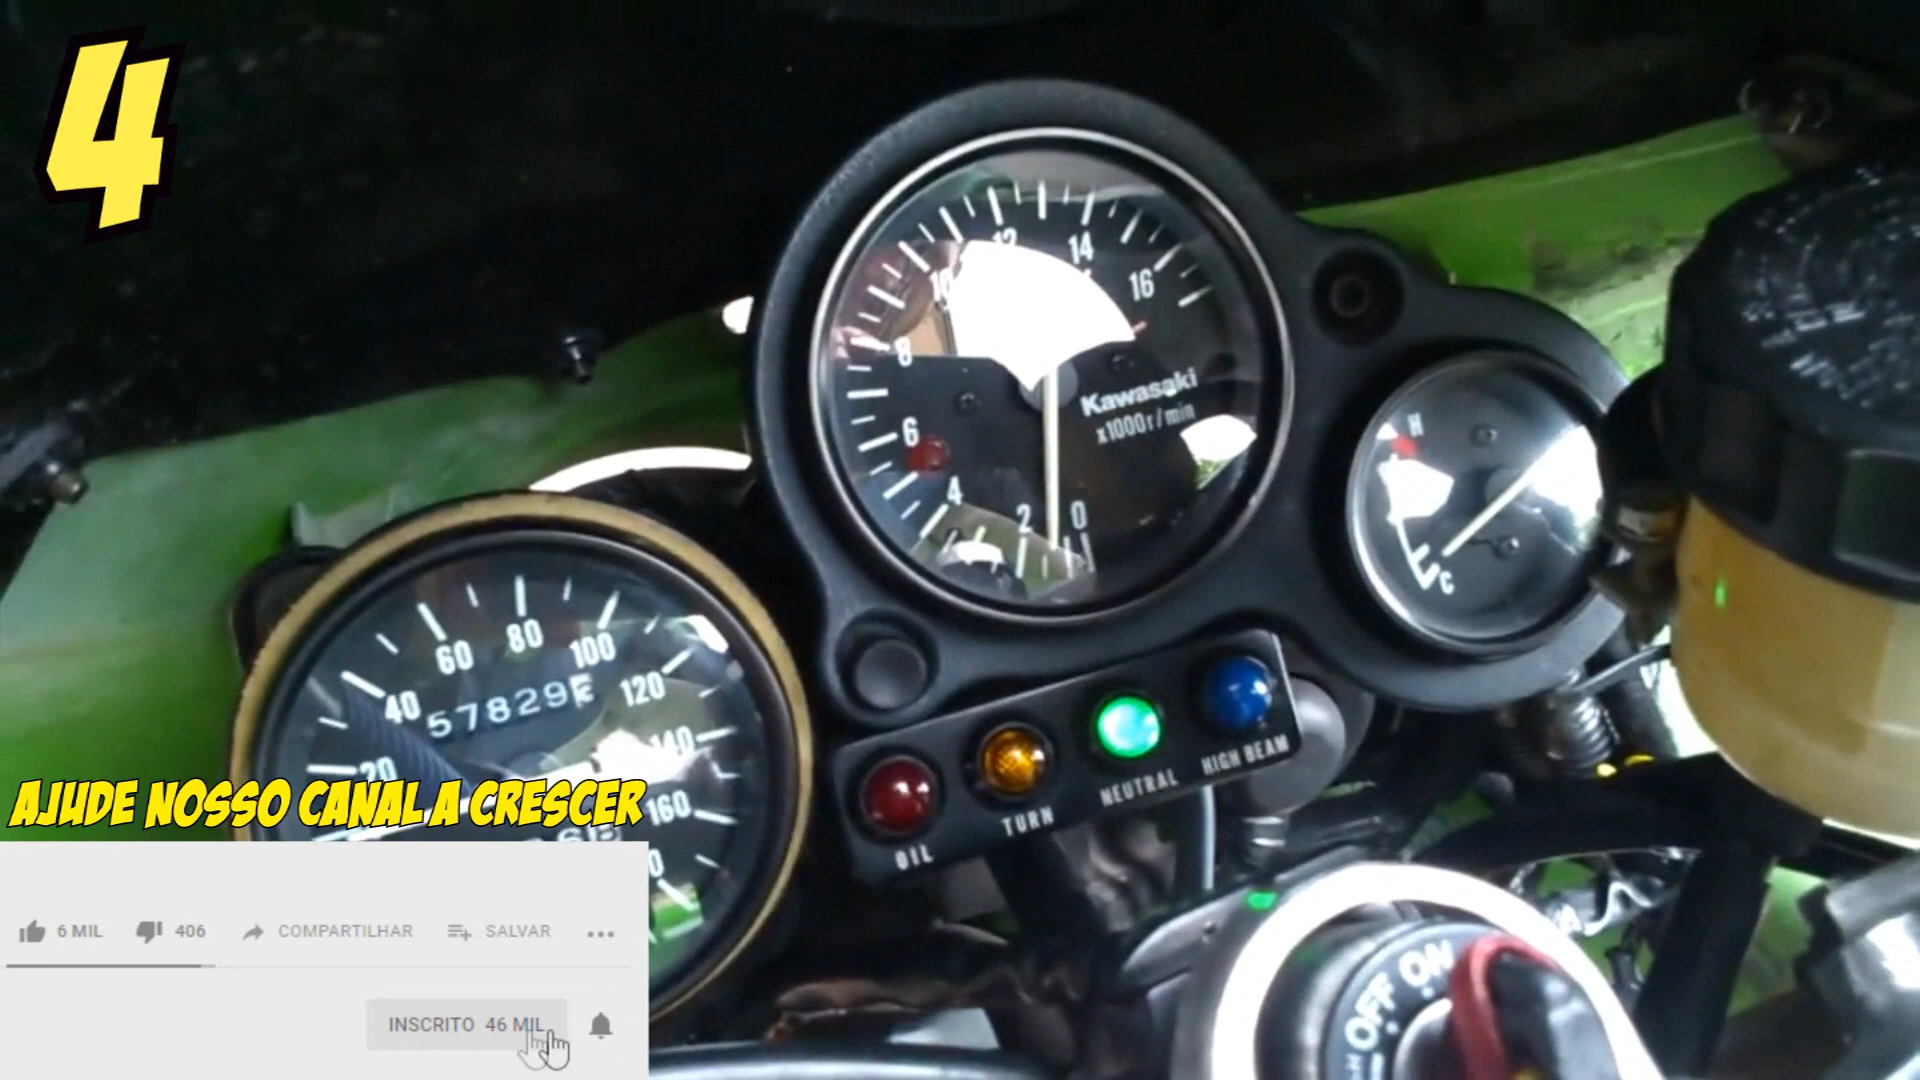 4
12
14
10
16
8
Kawasaki
x1000r/min
6
H
4
2
0
C
60
80
100
40
57829
120
20
140
160
AJUDE NOSSO CANAL A CRESCER
OIL
TURN
NEUTRAL
HIGH BEAM
6 MIL
406
COMPARTILHAR
SALVAR
INSCRITO 46 MIL
OFF
ON